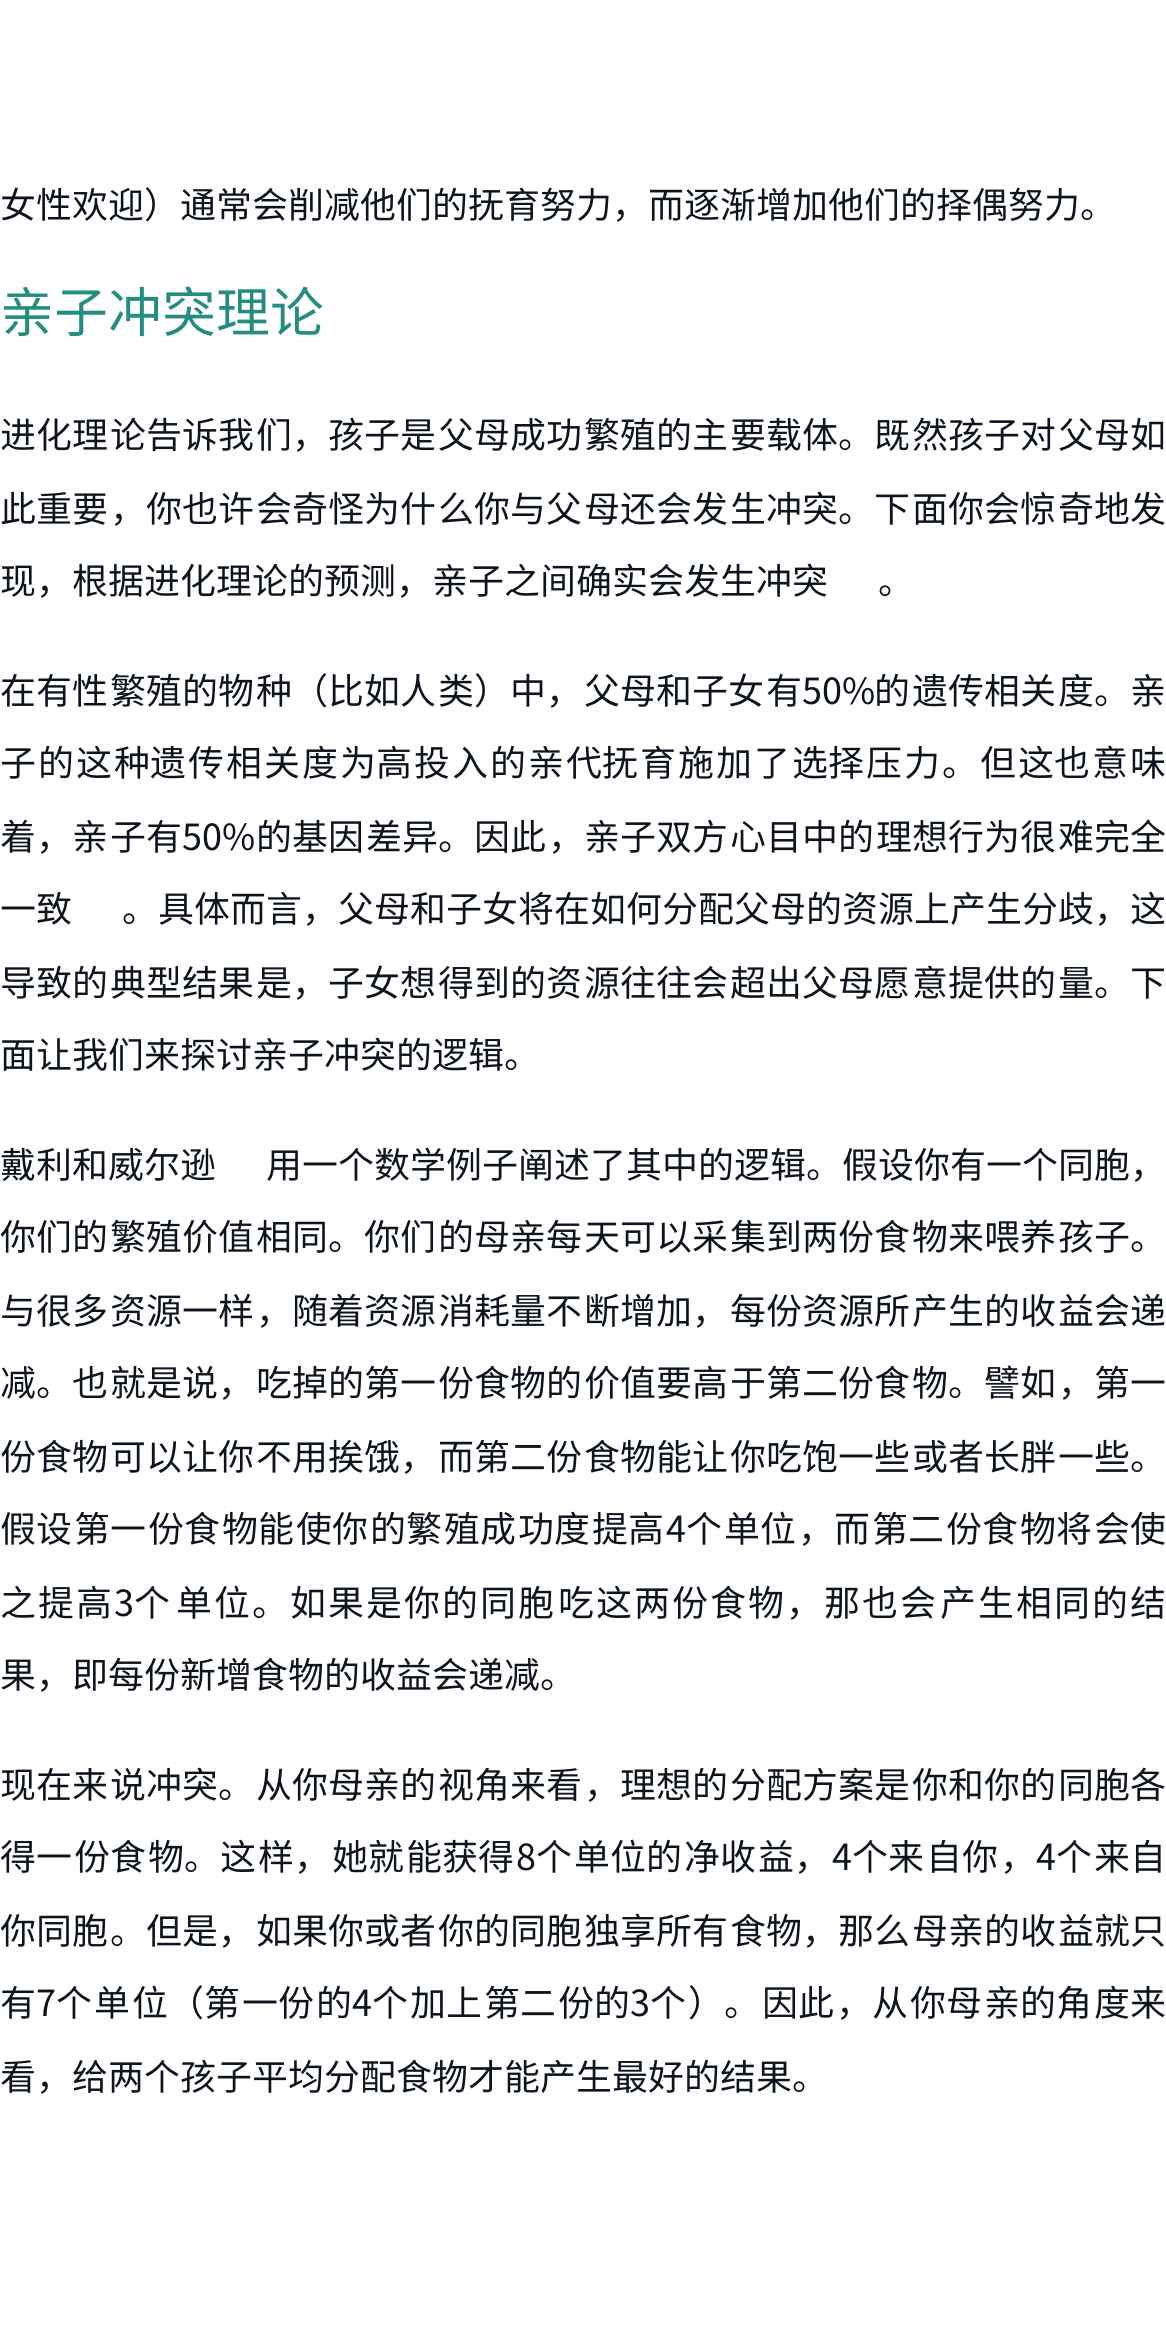 女性欢迎）通常会削减他们的抚育努力，而逐渐增加他们的择偶努力。
亲子冲突理论
进化理论告诉我们，孩子是父母成功繁殖的主要载体。既然孩子对父母如
此重要，你也许会奇怪为什么你与父母还会发生冲突。下面你会惊奇地发
现，根据进化理论的预测，亲子之间确实会发生冲突　。
在有性繁殖的物种（比如人类）中，父母和子女有50%的遗传相关度。亲
子的这种遗传相关度为高投入的亲代抚育施加了选择压力。但这也意味
着，亲子有50%的基因差异。因此，亲子双方心目中的理想行为很难完全
一致　。具体而言，父母和子女将在如何分配父母的资源上产生分歧，这
导致的典型结果是，子女想得到的资源往往会超出父母愿意提供的量。下
面让我们来探讨亲子冲突的逻辑。
戴利和威尔逊　用一个数学例子阐述了其中的逻辑。假设你有一个同胞，
你们的繁殖价值相同。你们的母亲每天可以采集到两份食物来喂养孩子。
与很多资源一样，随着资源消耗量不断增加，每份资源所产生的收益会递
减。也就是说，吃掉的第一份食物的价值要高于第二份食物。譬如，第一
份食物可以让你不用挨饿，而第二份食物能让你吃饱一些或者长胖一些。
假设第一份食物能使你的繁殖成功度提高4个单位，而第二份食物将会使
之提高3个单位。如果是你的同胞吃这两份食物，那也会产生相同的结
果，即每份新增食物的收益会递减。
现在来说冲突。从你母亲的视角来看，理想的分配方案是你和你的同胞各
得一份食物。这样，她就能获得8个单位的净收益，4个来自你，4个来自
你同胞。但是，如果你或者你的同胞独享所有食物，那么母亲的收益就只
有7个单位（第一份的4个加上第二份的3个）。因此，从你母亲的角度来
看，给两个孩子平均分配食物才能产生最好的结果。